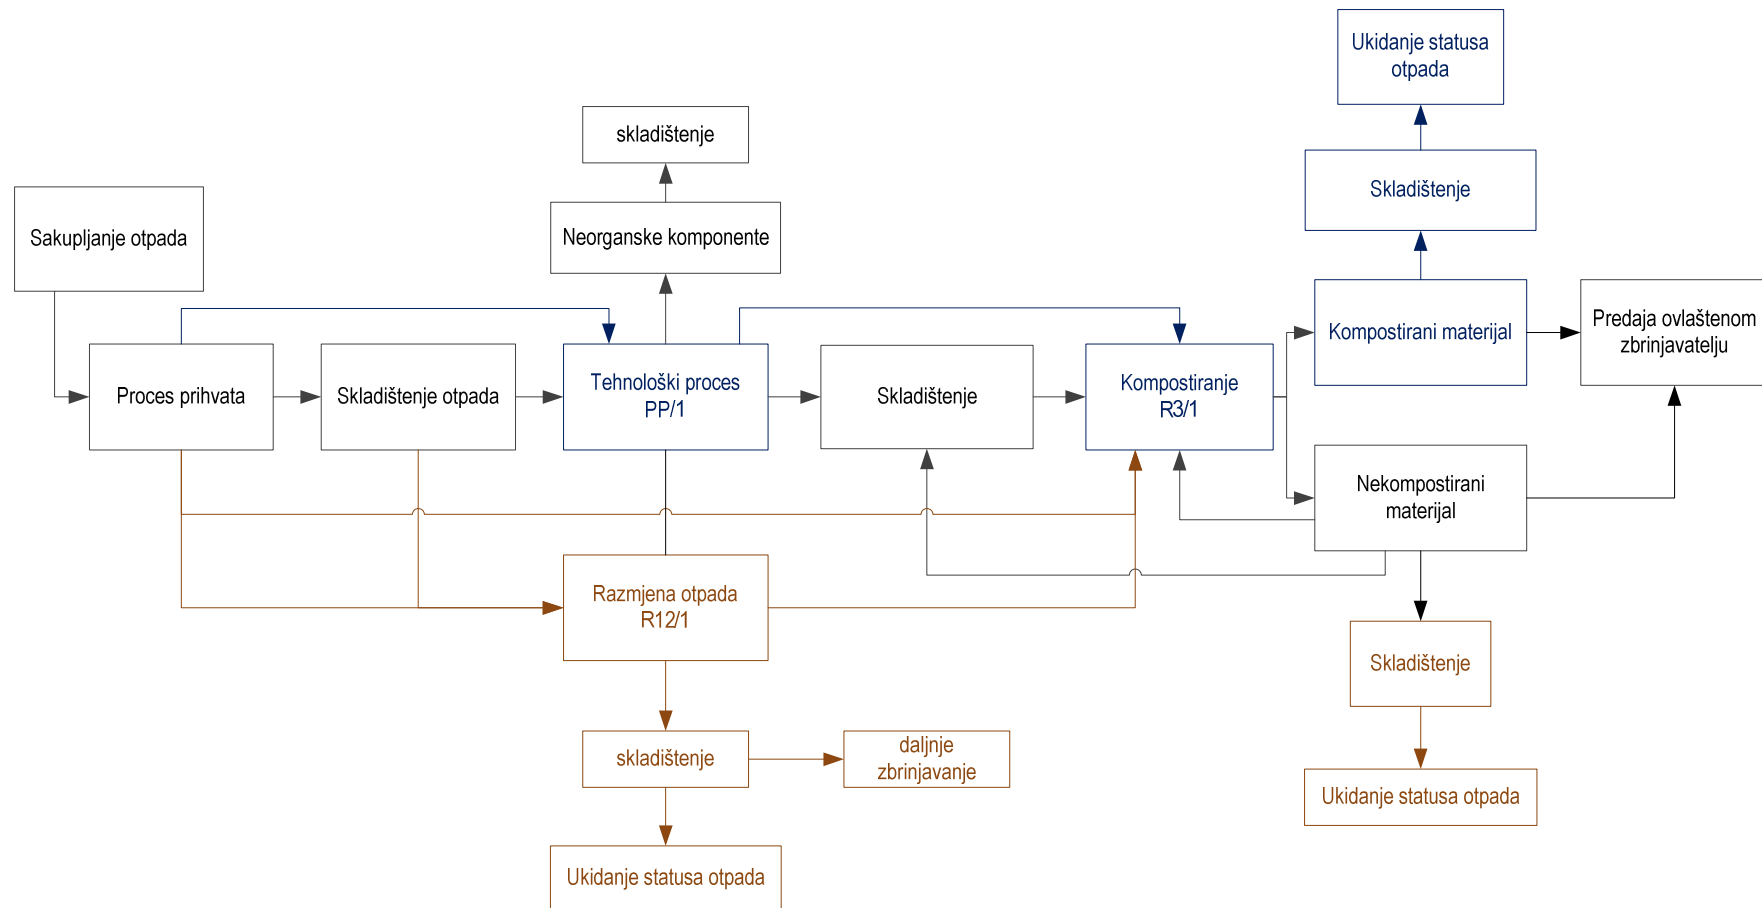 Ukidanje statusa
otpada
skladištenje
Skladištenje
Sakupljanje otpada
Neorganske komponente
Kompostirani materijal
Predaja ovlaštenom
zbrinjavatelju
Proces prihvata
Skladištenje otpada
Tehnološki proces
PP/1
Skladištenje
Kompostiranje
R3/1
Nekompostirani
materijal
Razmjena otpada
R12/1
Skladištenje
skladištenje
daljnje
zbrinjavanje
Ukidanje statusa otpada
Ukidanje statusa otpada